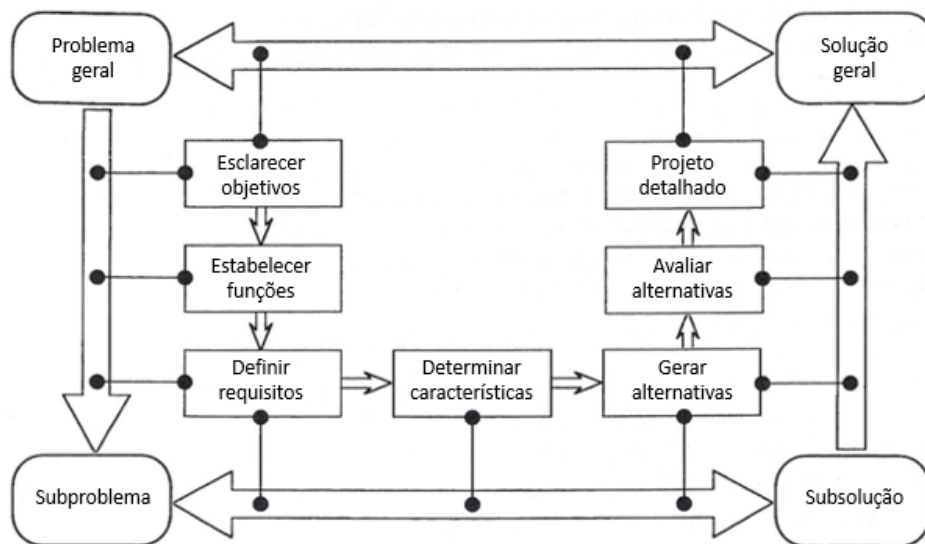 Problema
geral
Solução
geral
Esclarecer
objetivos
Projeto
detalhado
Estabelecer
funções
Avaliar
alternativas
Definir
requisitos
Determinar
características
Gerar
alternativas
Subproblema
Subsolução